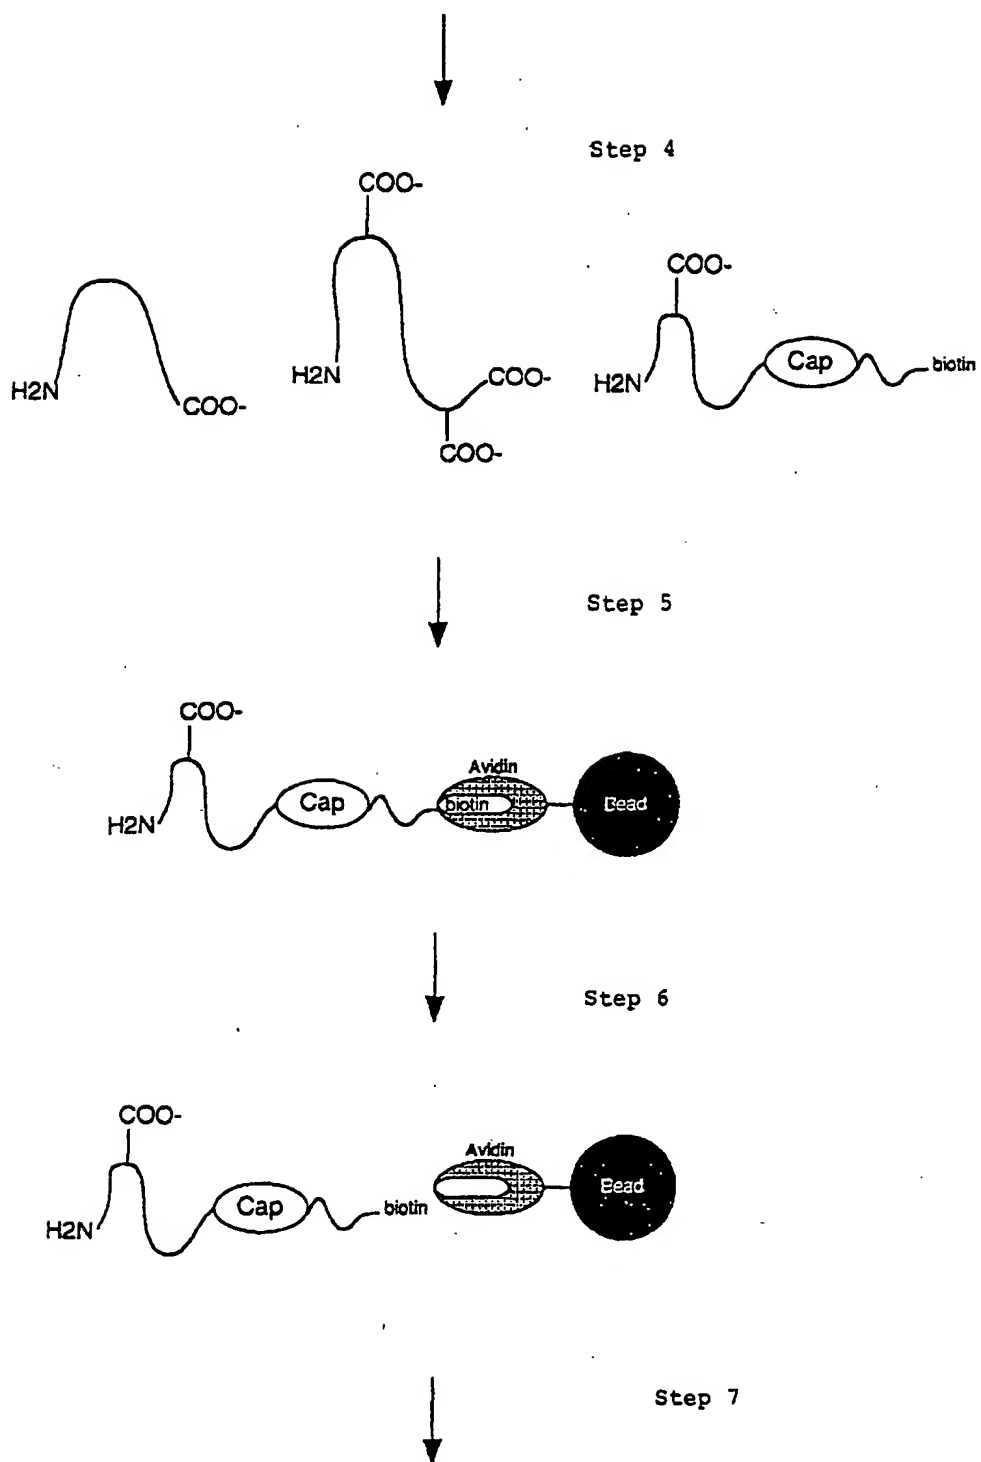 Step 4
COO-
COO-
H2N
COO-
H2N
COO-
COO-
H2N
Cap
biotin
Step 5
COO-
H2N
Cap
Avidin
biotin
Bead
Step 6
COO-
H2N
Cap
biotin
Avidin
Bead
Step 7